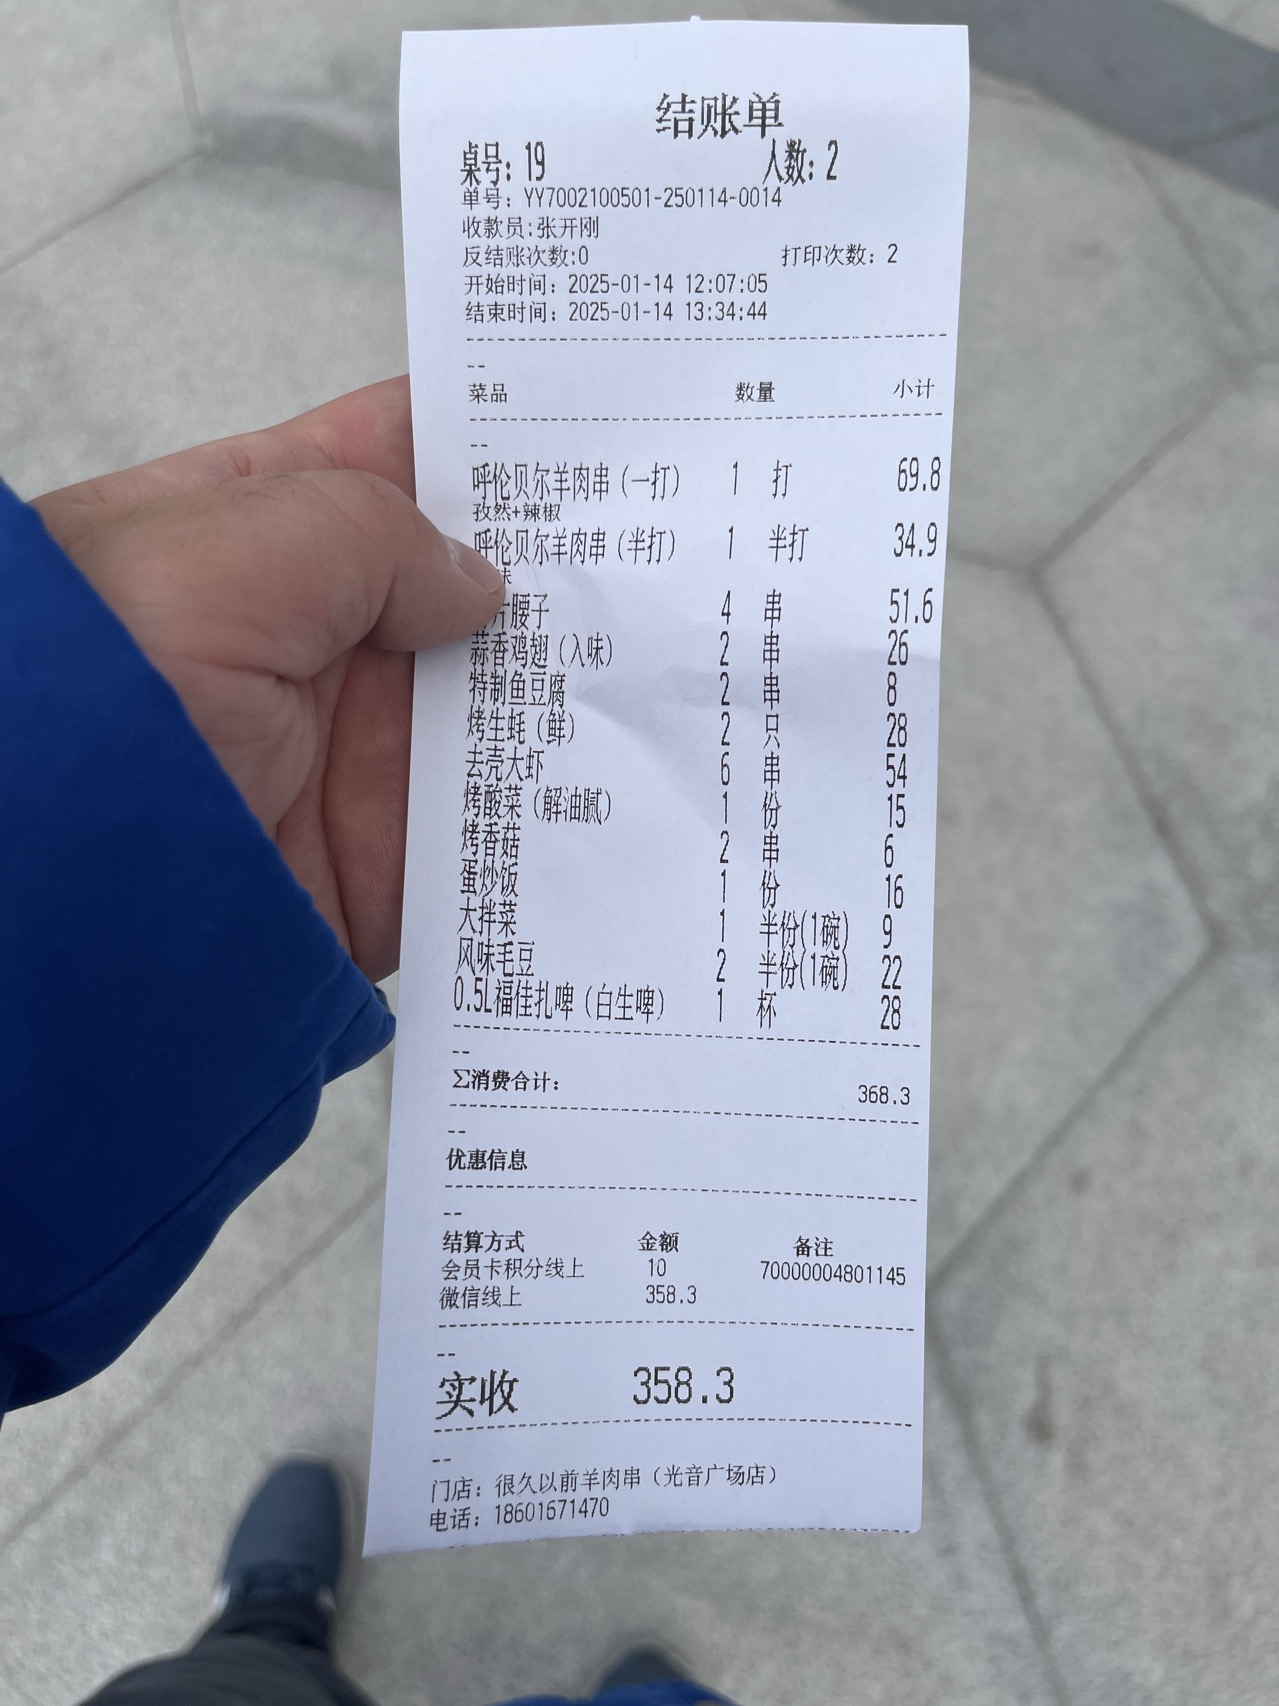 结账单
桌号: 19 人数: 2
单号: YY7002100501-250114-0014
收款员:张开刚
反结账次数:0 打印次数: 2
开始时间: 2025-01-14 12:07:05
结束时间: 2025-01-14 13:34:44
--
菜品 数量 小计
--
呼伦贝尔羊肉串(一打) 1 打 69.8
孜然+辣椒
呼伦贝尔羊肉串(半打) 1 半打 34.9
味
片腰子 4 串 51.6
蒜香鸡翅(入味) 2 串 26
特制鱼豆腐 2 串 8
烤生蚝(鲜) 2 只 28
去壳大虾 6 串 54
烤酸菜(解油腻) 1 份 15
烤香菇 2 串 6
蛋炒饭 1 份 16
大拌菜 1 半份(1碗) 9
风味毛豆 2 半份(1碗) 22
0.5L福佳扎啤(白生啤) 1 杯 28
--
∑消费合计: 368.3
--
优惠信息
--
结算方式 金额 备注
会员卡积分线上 10 70000004801145
微信线上 358.3
--
实收 358.3
--
门店: 很久以前羊肉串(光音广场店)
电话: 18601671470